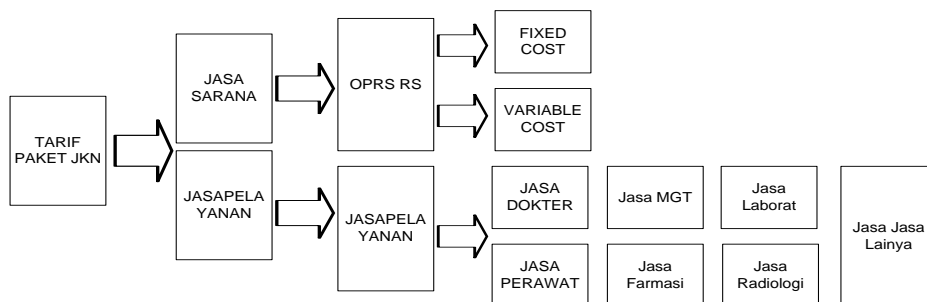 TARIF
PAKET JKN
JASA
SARANA
JASAPELA
YANAN
OPRS RS
JASAPELA
YANAN
FIXED
COST
VARIABLE
COST
JASA
DOKTER
Jasa MGT
Jasa
Laborat
JASA
PERAWAT
Jasa
Farmasi
Jasa
Radiologi
Jasa Jasa
Lainya